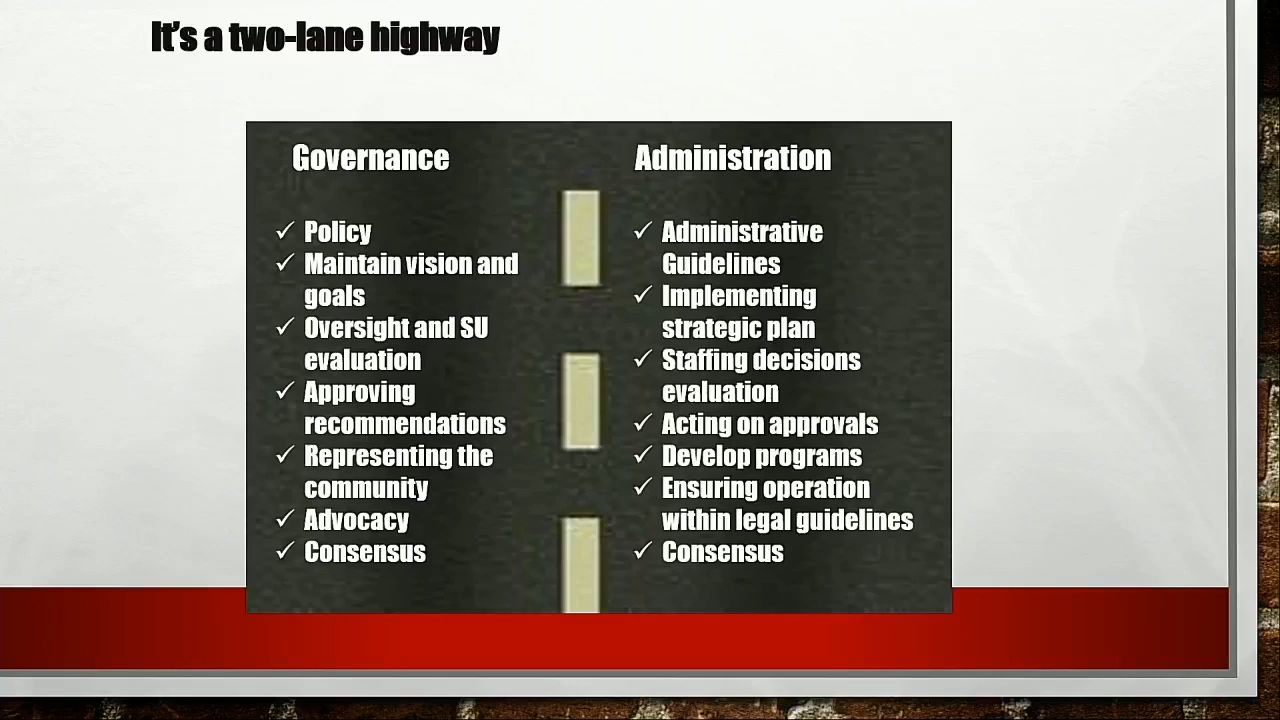 It's a two-lane highway
Governance
✓ Policy
✓ Maintain vision and
goals
✓ Oversight and SU
evaluation
✓ Approving
recommendations
✓ Representing the
community
✓ Advocacy
✓ Consensus
Administration
✓ Administrative
Guidelines
✓ Implementing
strategic plan
✓ Staffing decisions
evaluation
✓ Acting on approvals
✓ Develop programs
✓ Ensuring operation
within legal guidelines
✓ Consensus